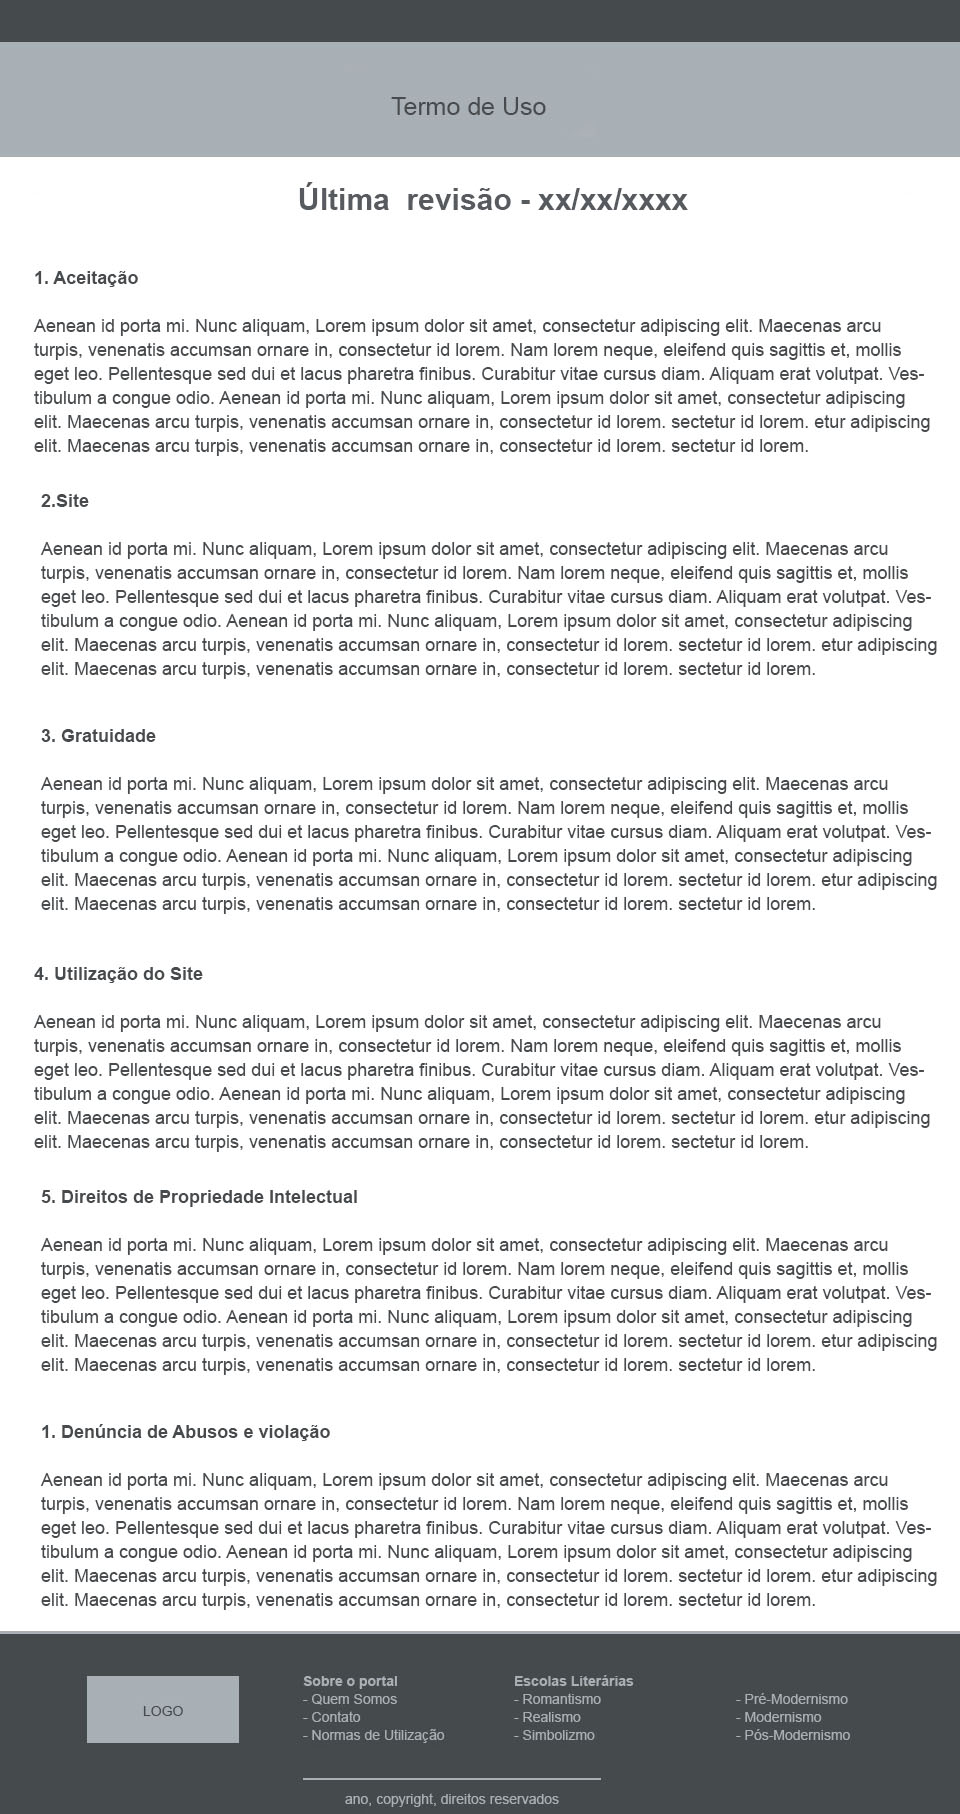 Termo de Uso
Última  revisão - xx/xx/xxxx
1. Aceitação
Aenean id porta mi. Nunc aliquam, Lorem ipsum dolor sit amet, consectetur adipiscing elit. Maecenas arcu
turpis, venenatis accumsan ornare in, consectetur id lorem. Nam lorem neque, eleifend quis sagittis et, mollis
eget leo. Pellentesque sed dui et lacus pharetra finibus. Curabitur vitae cursus diam. Aliquam erat volutpat. Ves-
tibulum a congue odio. Aenean id porta mi. Nunc aliquam, Lorem ipsum dolor sit amet, consectetur adipiscing
elit. Maecenas arcu turpis, venenatis accumsan ornare in, consectetur id lorem. sectetur id lorem. etur adipiscing
elit. Maecenas arcu turpis, venenatis accumsan ornare in, consectetur id lorem. sectetur id lorem.
2.Site
Aenean id porta mi. Nunc aliquam, Lorem ipsum dolor sit amet, consectetur adipiscing elit. Maecenas arcu
turpis, venenatis accumsan ornare in, consectetur id lorem. Nam lorem neque, eleifend quis sagittis et, mollis
eget leo. Pellentesque sed dui et lacus pharetra finibus. Curabitur vitae cursus diam. Aliquam erat volutpat. Ves-
tibulum a congue odio. Aenean id porta mi. Nunc aliquam, Lorem ipsum dolor sit amet, consectetur adipiscing
elit. Maecenas arcu turpis, venenatis accumsan ornare in, consectetur id lorem. sectetur id lorem. etur adipiscing
elit. Maecenas arcu turpis, venenatis accumsan ornare in, consectetur id lorem. sectetur id lorem.
3. Gratuidade
Aenean id porta mi. Nunc aliquam, Lorem ipsum dolor sit amet, consectetur adipiscing elit. Maecenas arcu
turpis, venenatis accumsan ornare in, consectetur id lorem. Nam lorem neque, eleifend quis sagittis et, mollis
eget leo. Pellentesque sed dui et lacus pharetra finibus. Curabitur vitae cursus diam. Aliquam erat volutpat. Ves-
tibulum a congue odio. Aenean id porta mi. Nunc aliquam, Lorem ipsum dolor sit amet, consectetur adipiscing
elit. Maecenas arcu turpis, venenatis accumsan ornare in, consectetur id lorem. sectetur id lorem. etur adipiscing
elit. Maecenas arcu turpis, venenatis accumsan ornare in, consectetur id lorem. sectetur id lorem.
4. Utilização do Site
Aenean id porta mi. Nunc aliquam, Lorem ipsum dolor sit amet, consectetur adipiscing elit. Maecenas arcu
turpis, venenatis accumsan ornare in, consectetur id lorem. Nam lorem neque, eleifend quis sagittis et, mollis
eget leo. Pellentesque sed dui et lacus pharetra finibus. Curabitur vitae cursus diam. Aliquam erat volutpat. Ves-
tibulum a congue odio. Aenean id porta mi. Nunc aliquam, Lorem ipsum dolor sit amet, consectetur adipiscing
elit. Maecenas arcu turpis, venenatis accumsan ornare in, consectetur id lorem. sectetur id lorem. etur adipiscing
elit. Maecenas arcu turpis, venenatis accumsan ornare in, consectetur id lorem. sectetur id lorem.
5. Direitos de Propriedade Intelectual
Aenean id porta mi. Nunc aliquam, Lorem ipsum dolor sit amet, consectetur adipiscing elit. Maecenas arcu
turpis, venenatis accumsan ornare in, consectetur id lorem. Nam lorem neque, eleifend quis sagittis et, mollis
eget leo. Pellentesque sed dui et lacus pharetra finibus. Curabitur vitae cursus diam. Aliquam erat volutpat. Ves-
tibulum a congue odio. Aenean id porta mi. Nunc aliquam, Lorem ipsum dolor sit amet, consectetur adipiscing
elit. Maecenas arcu turpis, venenatis accumsan ornare in, consectetur id lorem. sectetur id lorem. etur adipiscing
elit. Maecenas arcu turpis, venenatis accumsan ornare in, consectetur id lorem. sectetur id lorem.
1. Denúncia de Abusos e violação
Aenean id porta mi. Nunc aliquam, Lorem ipsum dolor sit amet, consectetur adipiscing elit. Maecenas arcu
turpis, venenatis accumsan ornare in, consectetur id lorem. Nam lorem neque, eleifend quis sagittis et, mollis
eget leo. Pellentesque sed dui et lacus pharetra finibus. Curabitur vitae cursus diam. Aliquam erat volutpat. Ves-
tibulum a congue odio. Aenean id porta mi. Nunc aliquam, Lorem ipsum dolor sit amet, consectetur adipiscing
elit. Maecenas arcu turpis, venenatis accumsan ornare in, consectetur id lorem. sectetur id lorem. etur adipiscing
elit. Maecenas arcu turpis, venenatis accumsan ornare in, consectetur id lorem. sectetur id lorem.
LOGO
Sobre o portal
- Quem Somos
- Contato
- Normas de Utilização
Escolas Literárias
- Romantismo
- Realismo
- Simbolizmo
- Pré-Modernismo
- Modernismo
- Pós-Modernismo
ano, copyright, direitos reservados